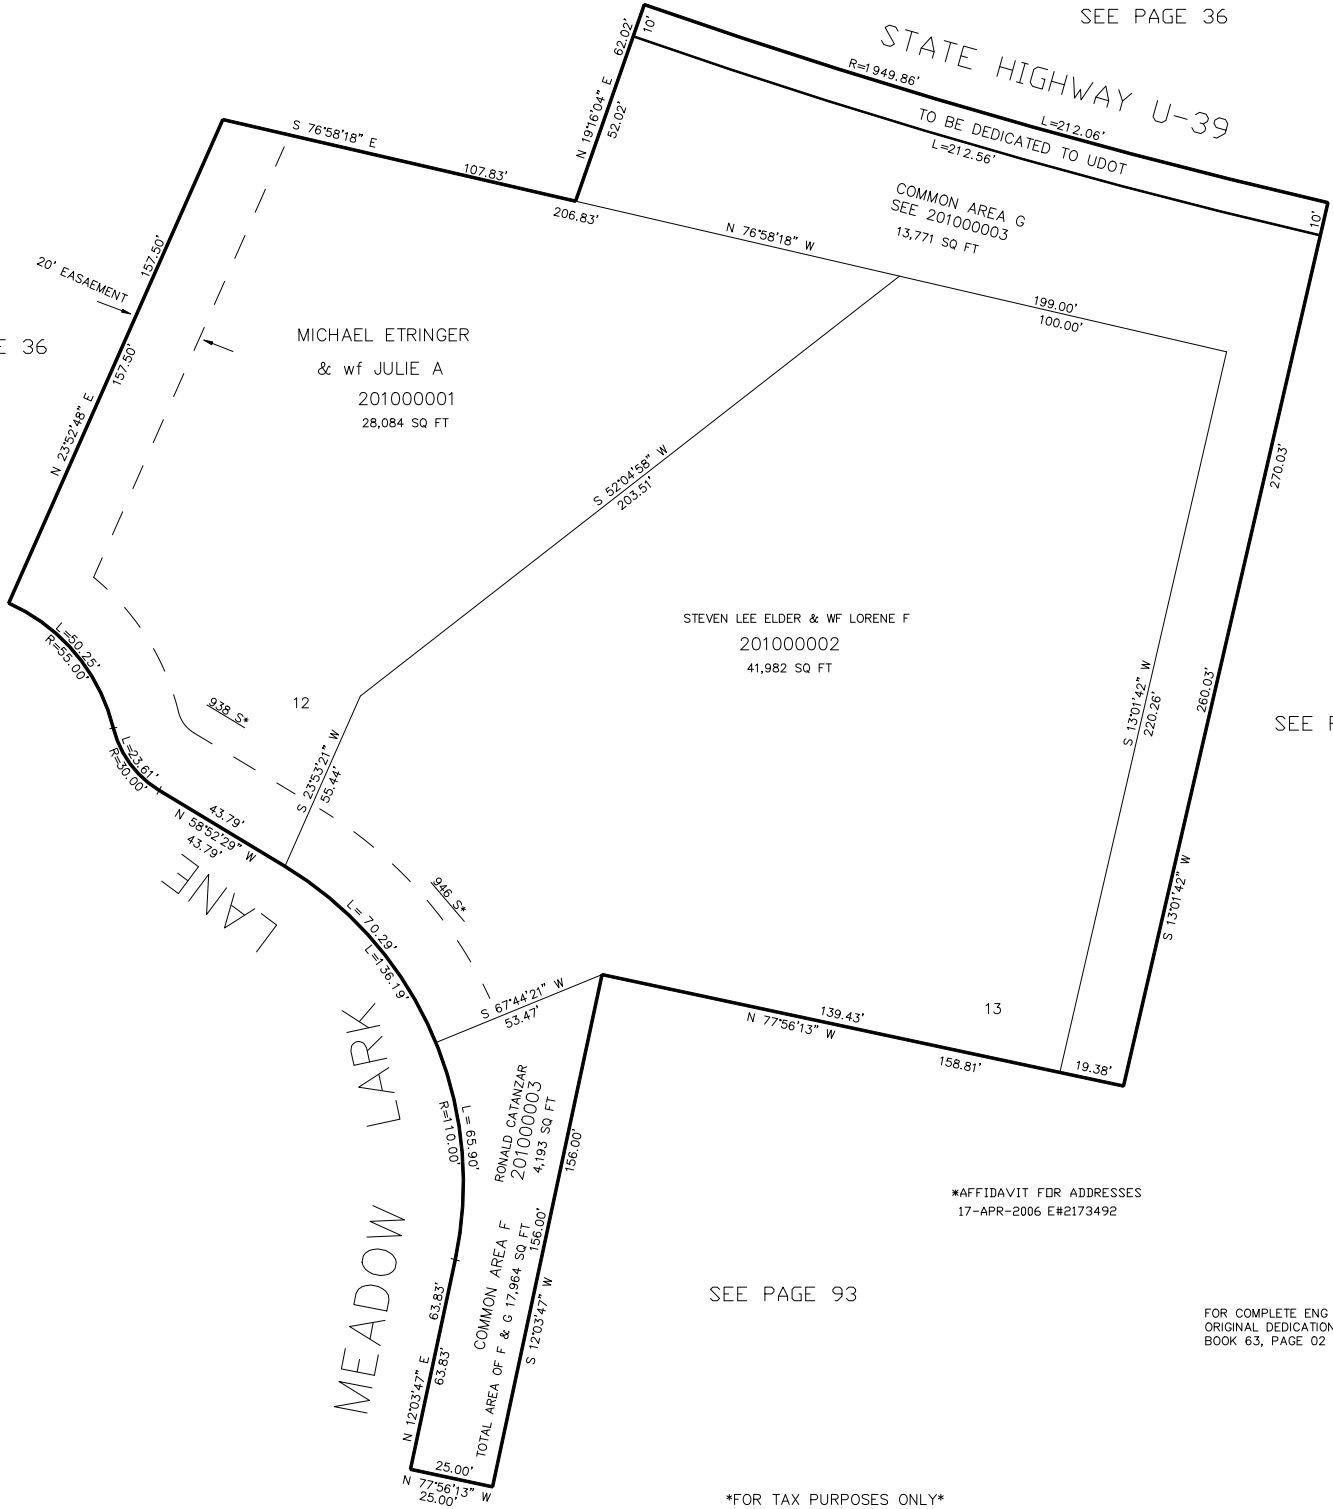 SEE PAGE 36
STATE HIGHWAY U-39
R=1949.86'
L=212.06'
TO BE DEDICATED TO UDOT
L=212.56'
10'
62.02'
N 19°16'04" E
52.02'
10'
COMMON AREA G
SEE 201000003
13,771 SQ FT
S 76°58'18" E
107.83'
206.83'
N 76°58'18" W
199.00'
100.00'
157.50'
20' EASAEMENT
157.50'
N 23°52'48" E
E 36
MICHAEL ETRINGER
& wf JULIE A
201000001
28,084 SQ FT
S 52°04'58" W
203.51'
270.03'
STEVEN LEE ELDER & WF LORENE F
201000002
41,982 SQ FT
S 13°01'42" W
220.26'
260.03'
S 13°01'42" W
SEE P
L=50.25'
R=55.00'
938 S*
12
L=23.61'
R=30.00'
S 23°53'21" W
55.44'
43.79'
N 58°52'29" W
43.79'
946 S*
L= 70.29'
L=136.19'
S 67°44'21" W
53.47'
139.43'
N 77°56'13" W
13
158.81'
19.38'
MEADOW LARK LANE
L= 65.90'
R=110.00'
RONALD CATANZAR
201000003
4,193 SQ FT
156.00'
156.00'
S 12°03'47" W
COMMON AREA F
TOTAL AREA OF F & G 17,964 SQ FT
63.83'
N 12°03'47" E
63.83'
25.00'
N 77°56'13" W
25.00'
*AFFIDAVIT FOR ADDRESSES
17-APR-2006 E#2173492
SEE PAGE 93
FOR COMPLETE ENG
ORIGINAL DEDICATION
BOOK 63, PAGE 02
*FOR TAX PURPOSES ONLY*